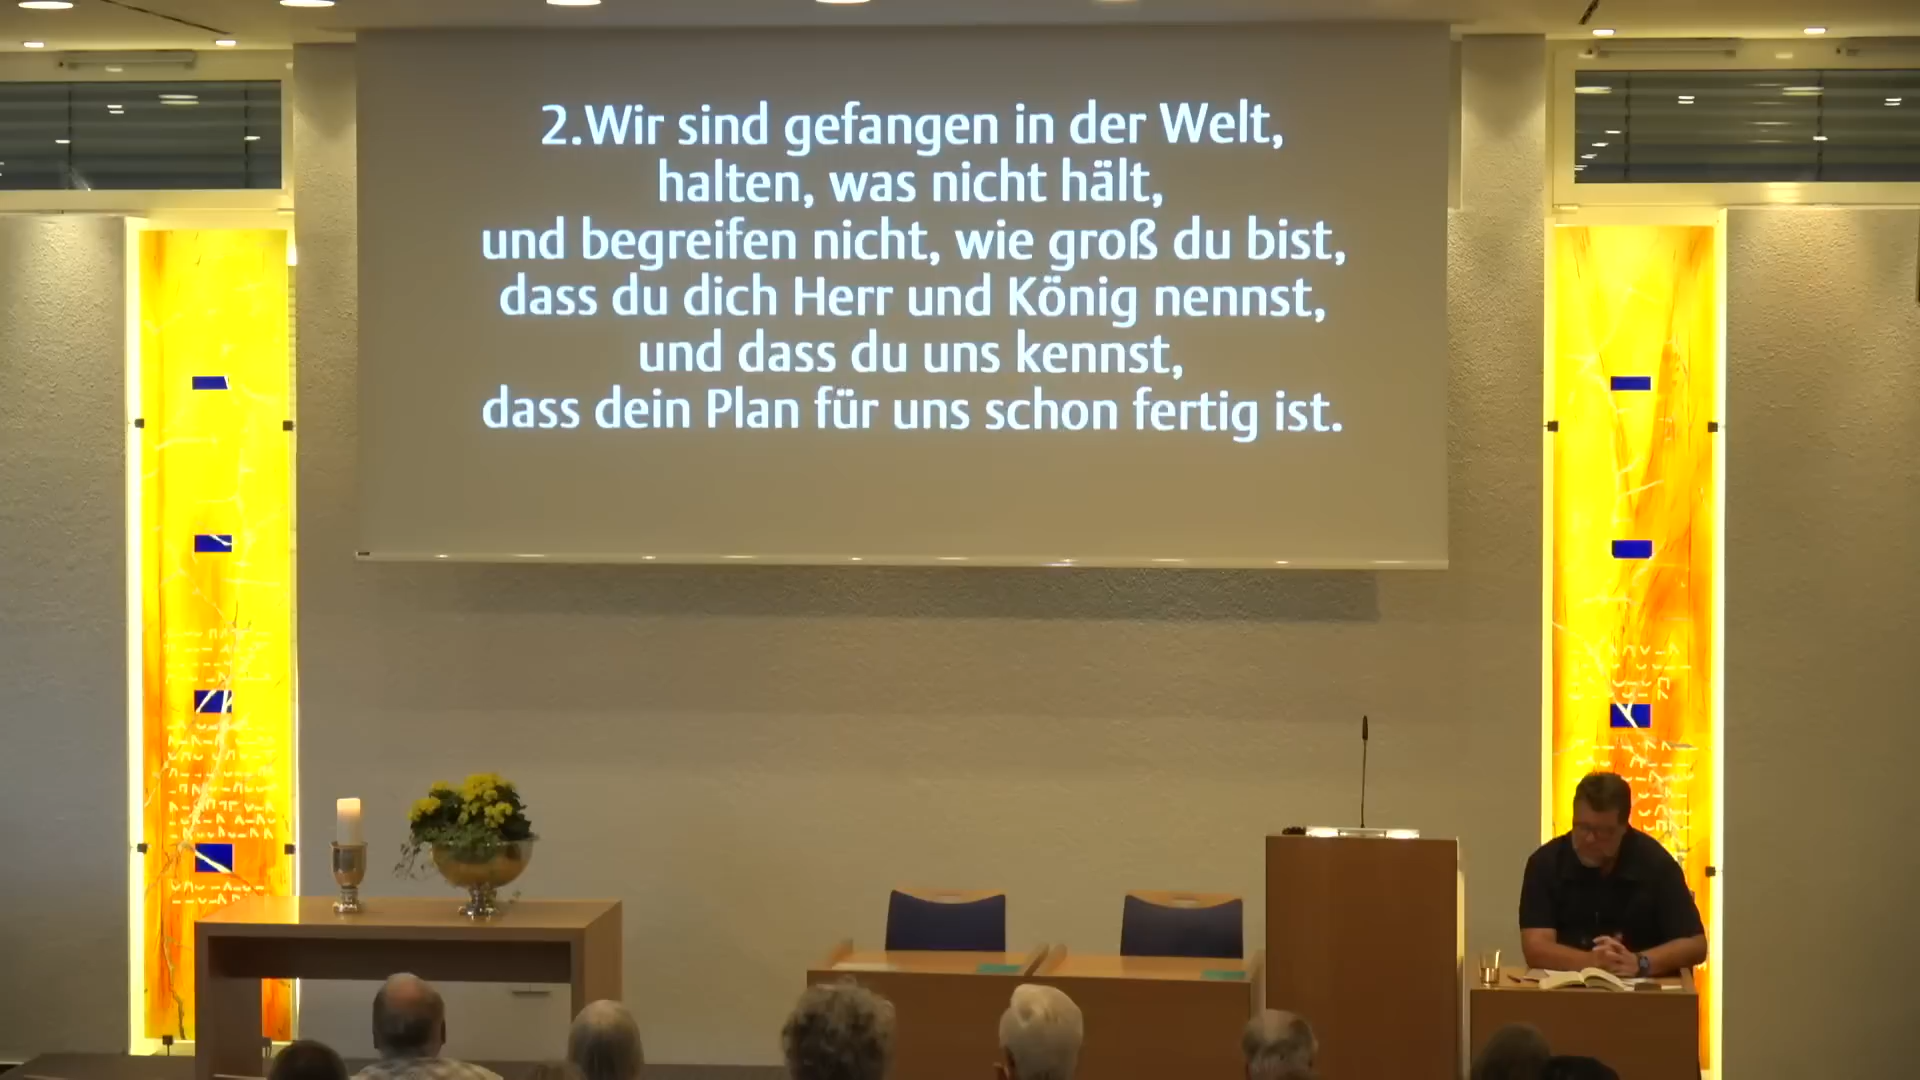 2.Wir sind gefangen in der Welt,
halten, was nicht hält,
und begreifen nicht, wie groß du bist,
dass du dich Herr und König nennst,
und dass du uns kennst,
dass dein Plan für uns schon fertig ist.